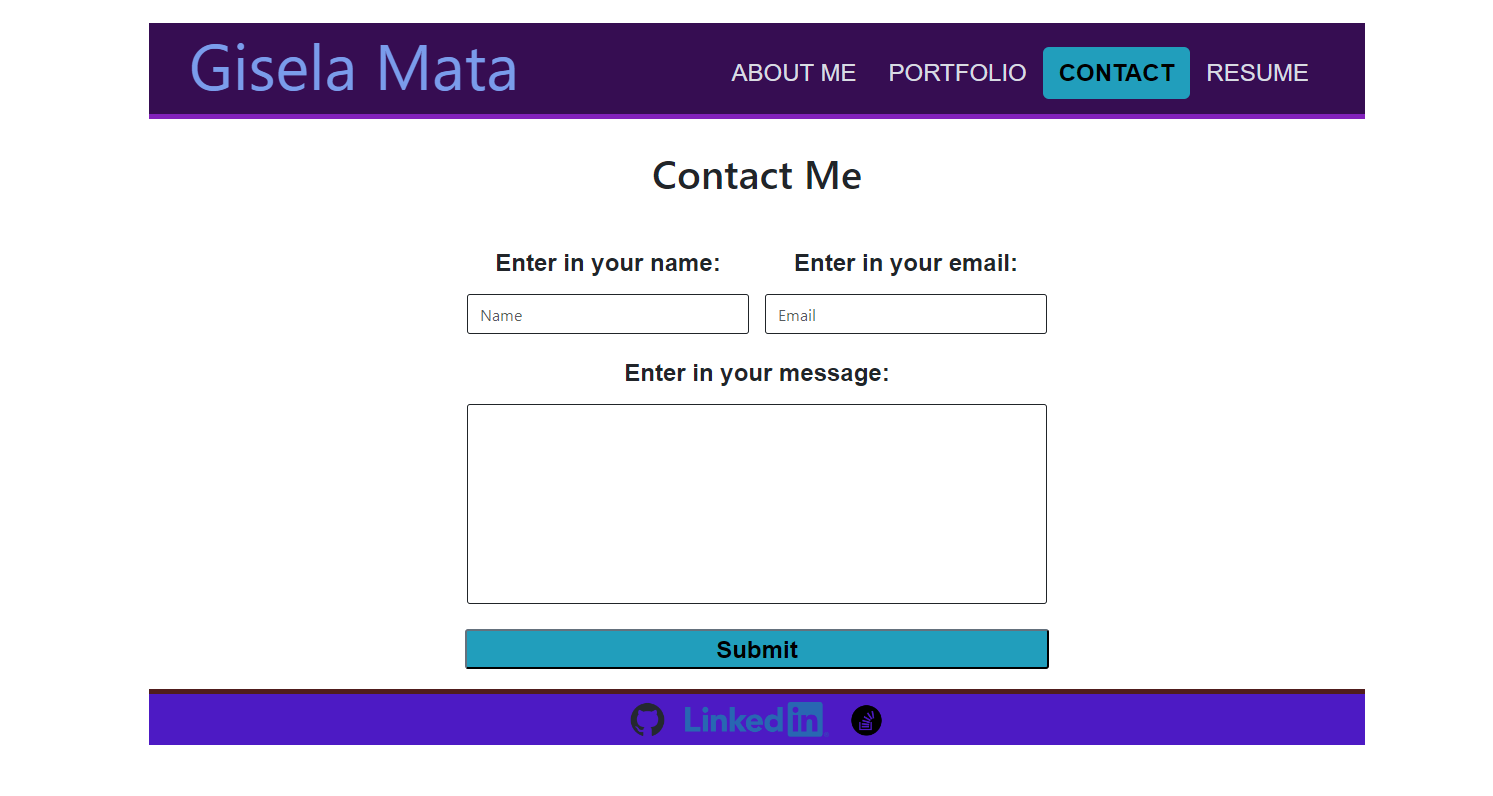 Gisela Mata
ABOUT ME PORTFOLIO CONTACT RESUME
Contact Me
Enter in your name: Enter in your email:
Name Email
Enter in your message:
Submit
LinkedIn